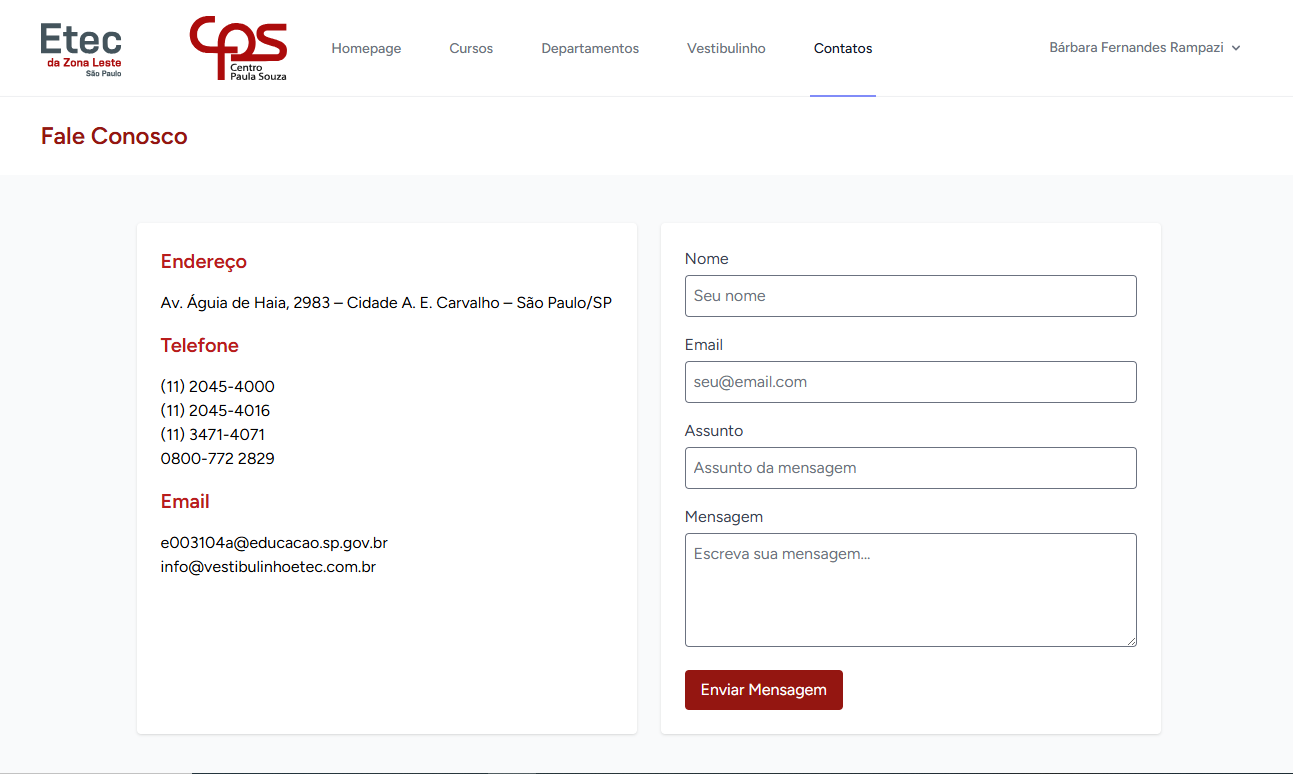 Etec
da Zona Leste
São Paulo
CPS
Centro
Paula Souza
Homepage
Cursos
Departamentos
Vestibulinho
Contatos
Bárbara Fernandes Rampazi
Fale Conosco
Endereço
Av. Águia de Haia, 2983 – Cidade A. E. Carvalho – São Paulo/SP
Telefone
(11) 2045-4000
(11) 2045-4016
(11) 3471-4071
0800-772 2829
Email
e003104a@educacao.sp.gov.br
info@vestibulinhoetec.com.br
Nome
Seu nome
Email
seu@email.com
Assunto
Assunto da mensagem
Mensagem
Escreva sua mensagem...
Enviar Mensagem